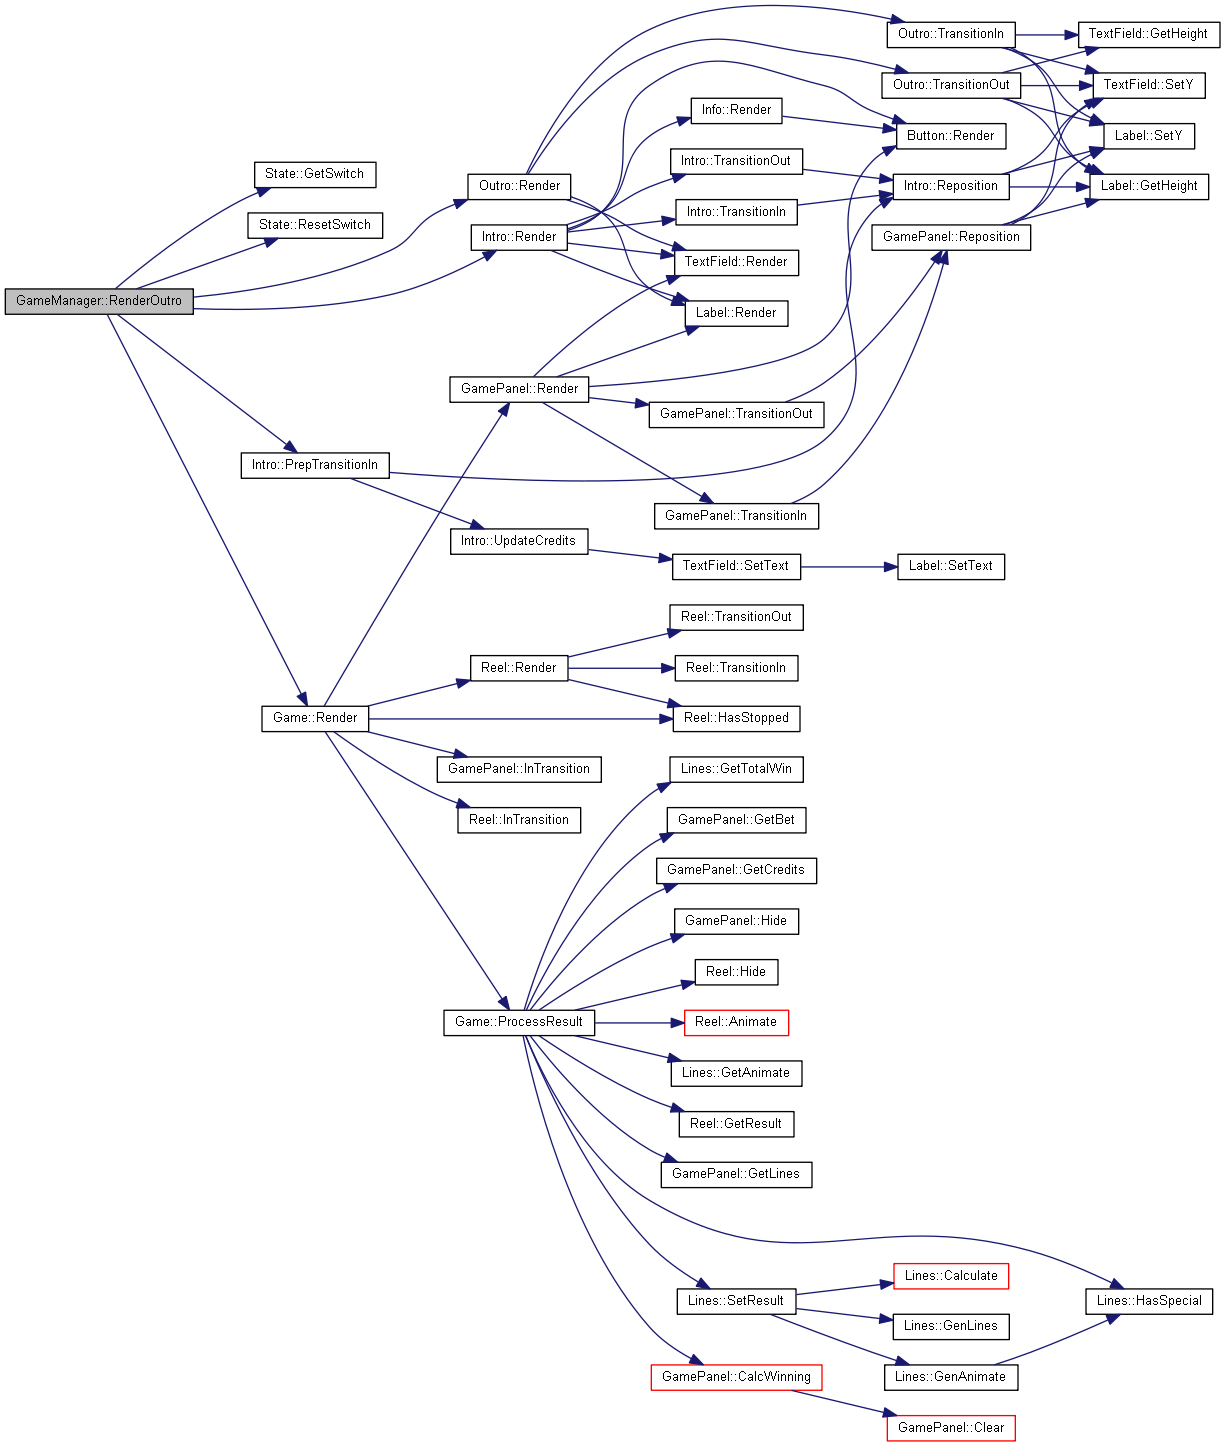 Outro::TransitionIn
TextField::GetHeight
Outro::TransitionOut
TextField::SetY
Info::Render
Button::Render
Label::SetY
Intro::TransitionOut
State::GetSwitch
Outro::Render
Intro::Reposition
Label::GetHeight
Intro::TransitionIn
State::ResetSwitch
Intro::Render
GamePanel::Reposition
TextField::Render
GameManager::RenderOutro
Label::Render
GamePanel::Render
GamePanel::TransitionOut
Intro::PrepTransitionIn
GamePanel::TransitionIn
Intro::UpdateCredits
TextField::SetText
Label::SetText
Reel::TransitionOut
Reel::Render
Reel::TransitionIn
Game::Render
Reel::HasStopped
GamePanel::InTransition
Lines::GetTotalWin
Reel::InTransition
GamePanel::GetBet
GamePanel::GetCredits
GamePanel::Hide
Reel::Hide
Game::ProcessResult
Reel::Animate
Lines::GetAnimate
Reel::GetResult
GamePanel::GetLines
Lines::Calculate
Lines::SetResult
Lines::HasSpecial
Lines::GenLines
GamePanel::CalcWinning
Lines::GenAnimate
GamePanel::Clear